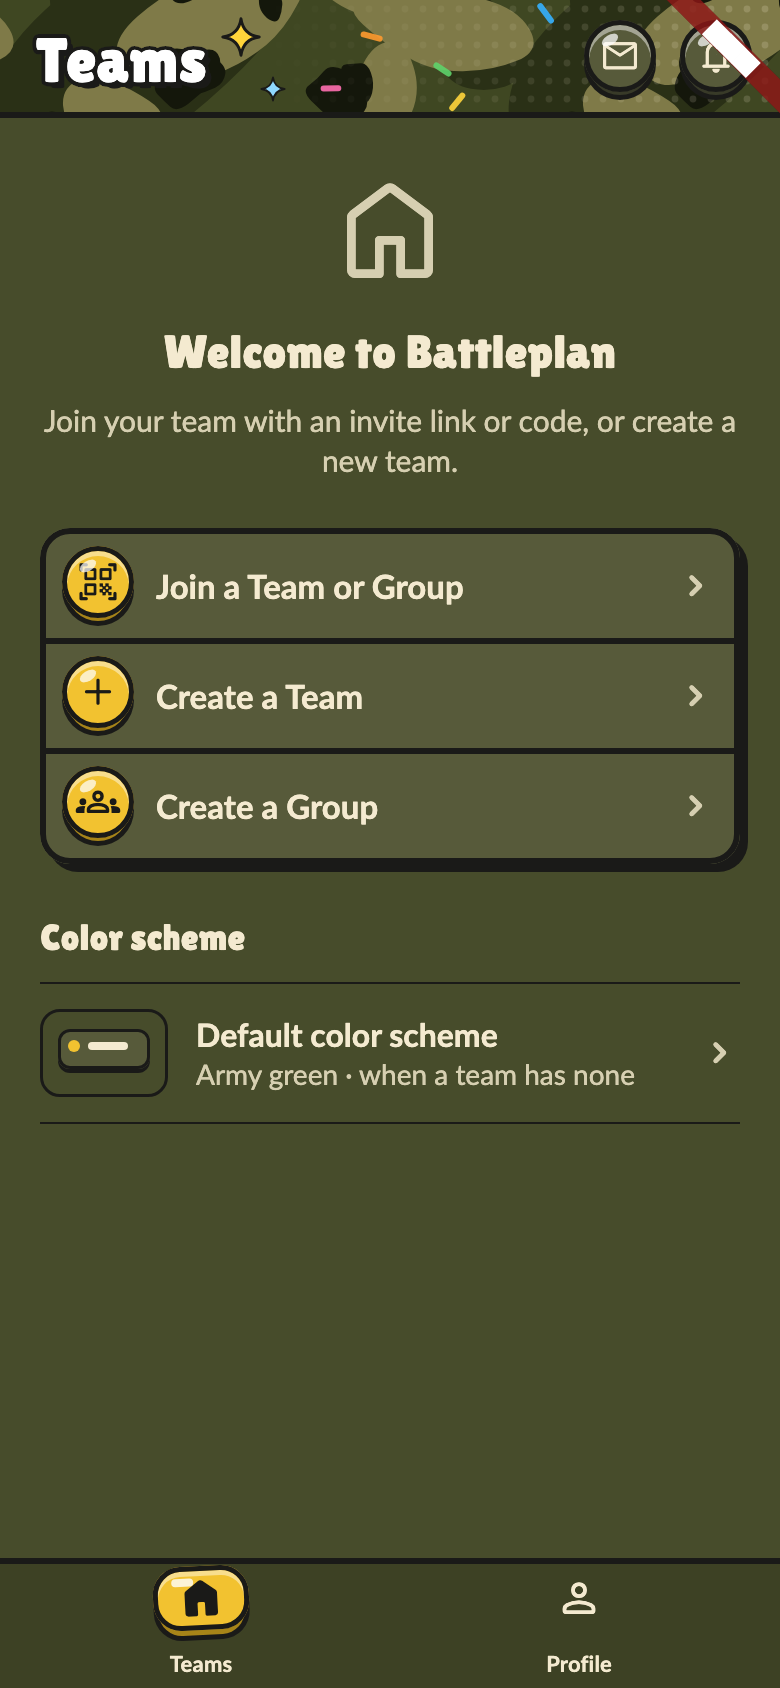 Teams
Welcome to Battleplan
Join your team with an invite link or code, or create a
new team.
Join a Team or Group
Create a Team
Create a Group
Color scheme
Default color scheme
Army green · when a team has none
Teams
Profile